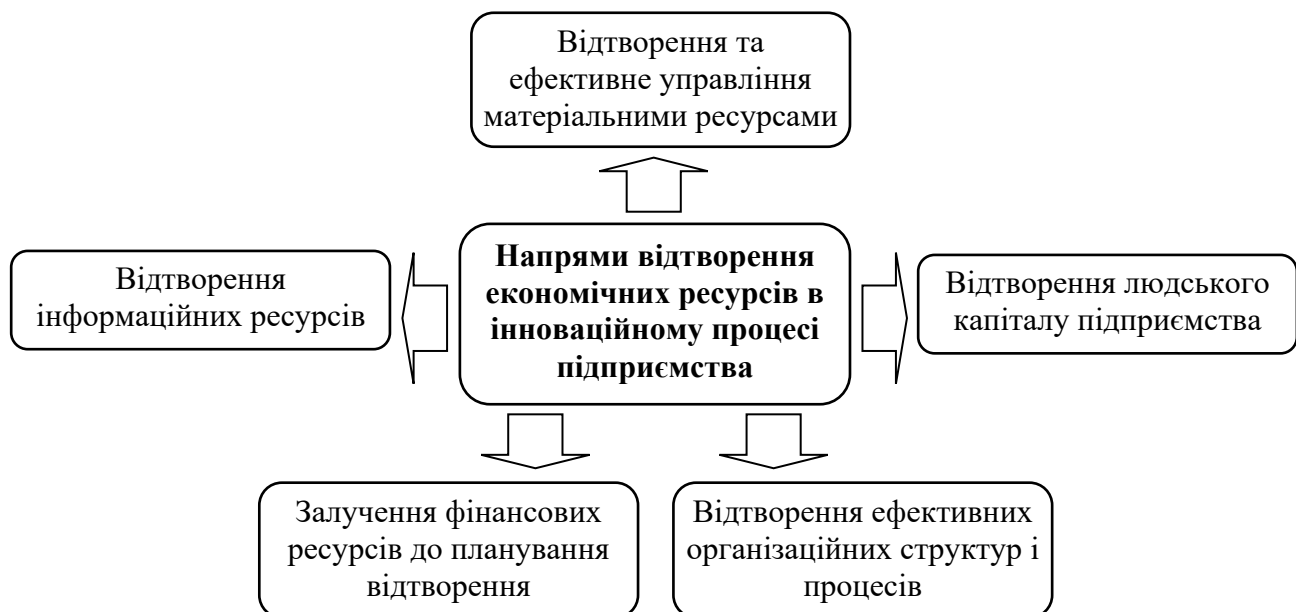 Відтворення та
ефективне управління
матеріальними ресурсами
Відтворення
інформаційних ресурсів
Напрями відтворення
економічних ресурсів в
інноваційному процесі
підприємства
Відтворення людського
капіталу підприємства
Залучення фінансових
ресурсів до планування
відтворення
Відтворення ефективних
організаційних структур і
процесів